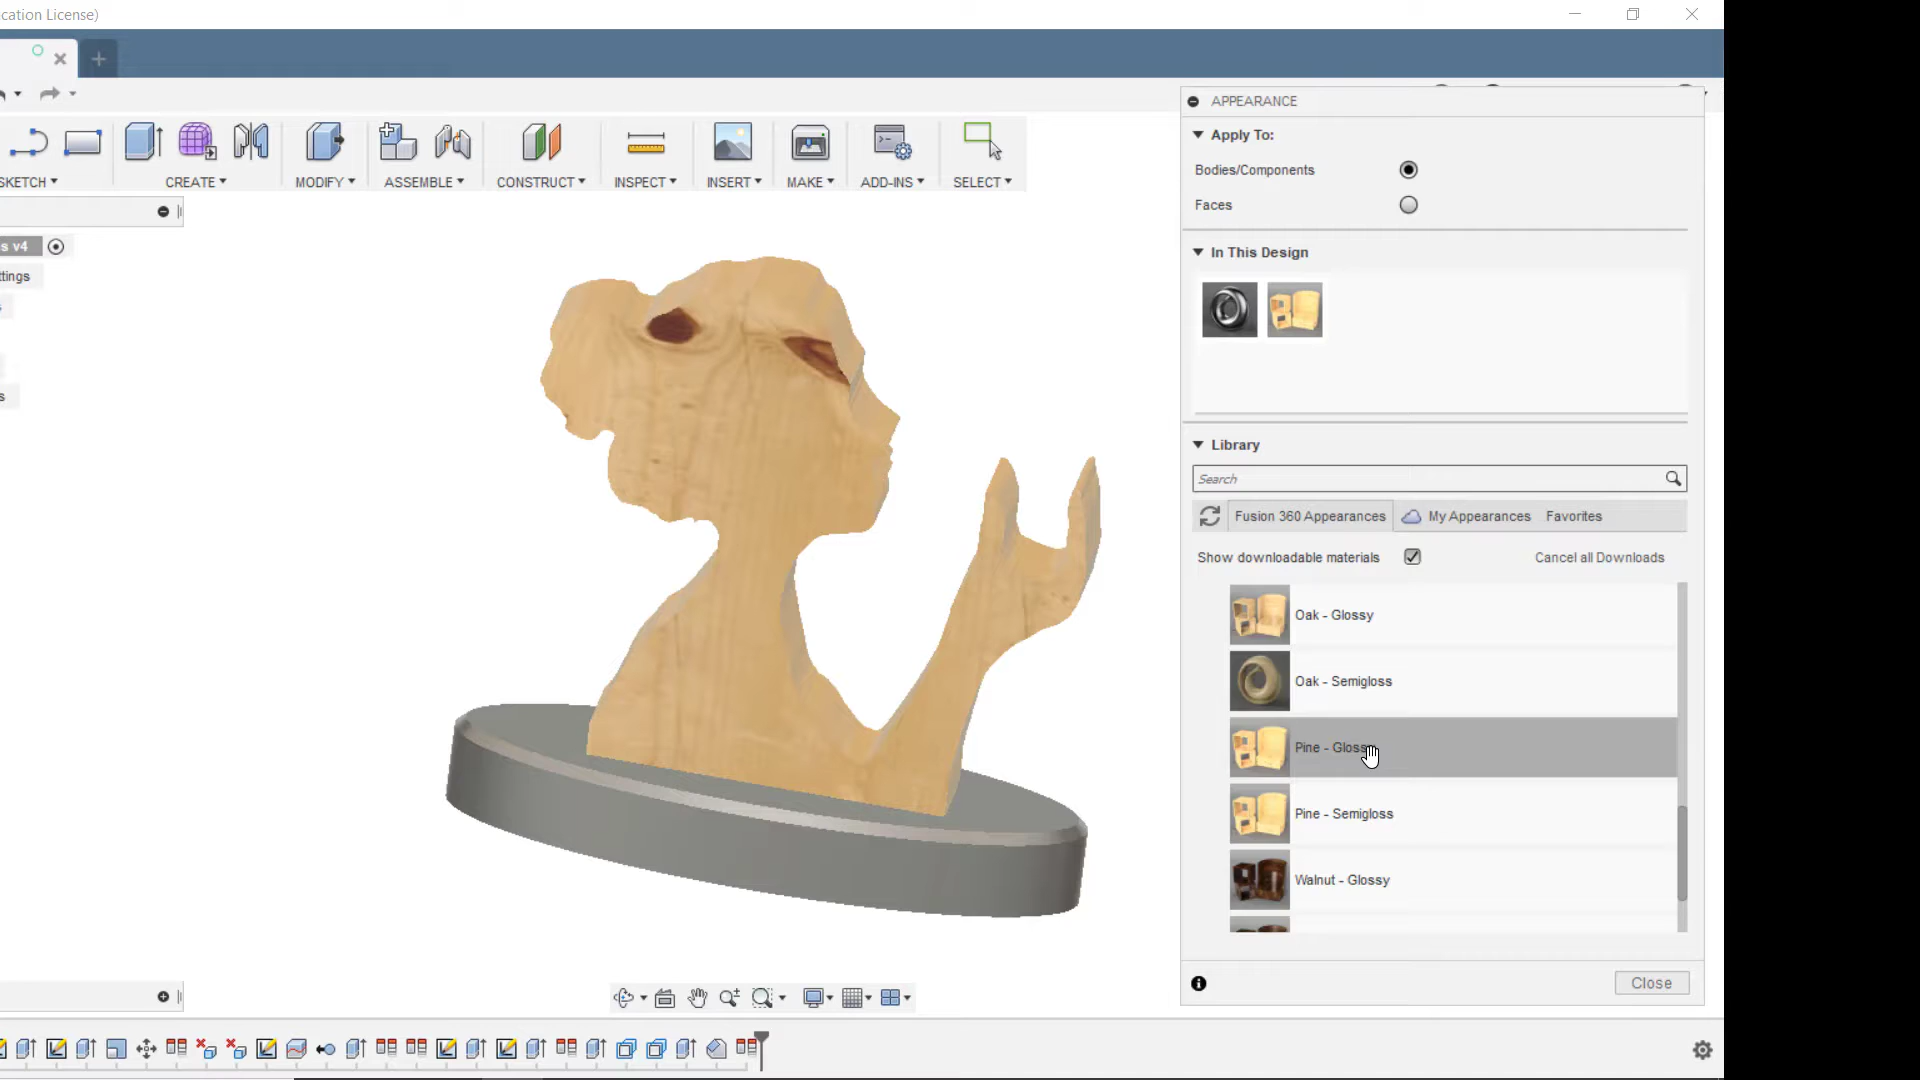 cation License)
SKETCH
CREATE
MODIFY
ASSEMBLE
CONSTRUCT
INSPECT
INSERT
MAKE
ADD-INS
SELECT
s v4
ttings
s
APPEARANCE
Apply To:
Bodies/Components
Faces
In This Design
Library
Search
Fusion 360 Appearances
My Appearances
Favorites
Show downloadable materials
Cancel all Downloads
Oak - Glossy
Oak - Semigloss
Pine - Glossy
Pine - Semigloss
Walnut - Glossy
Close